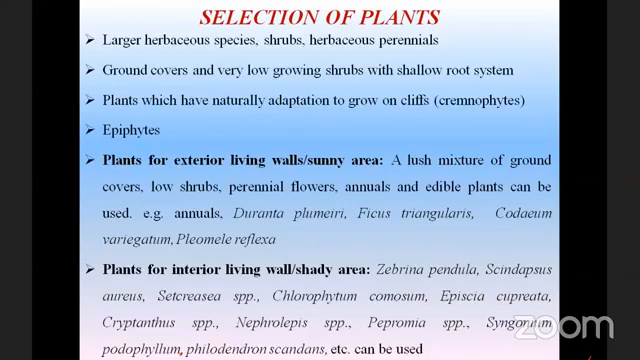 SELECTION OF PLANTS
➢ Larger herbaceous species, shrubs, herbaceous perennials
➢ Ground covers and very low growing shrubs with shallow root system
➢ Plants which have naturally adaptation to grow on cliffs (cremnophytes)
➢ Epiphytes
➢ Plants for exterior living walls/sunny area: A lush mixture of ground
covers, low shrubs, perennial flowers, annuals and edible plants can be
used. e.g. annuals, Duranta plumeiri, Ficus triangularis, Codaeum
variegatum, Pleomele reflexa
➢ Plants for interior living wall/shady area: Zebrina pendula, Scindapsus
aureus, Setcreasea spp., Chlorophytum comosum, Episcia cupreata,
Cryptanthus spp., Nephrolepis spp., Pepromia spp., Syngonium
podophyllum, philodendron scandans, etc. can be used
zoom